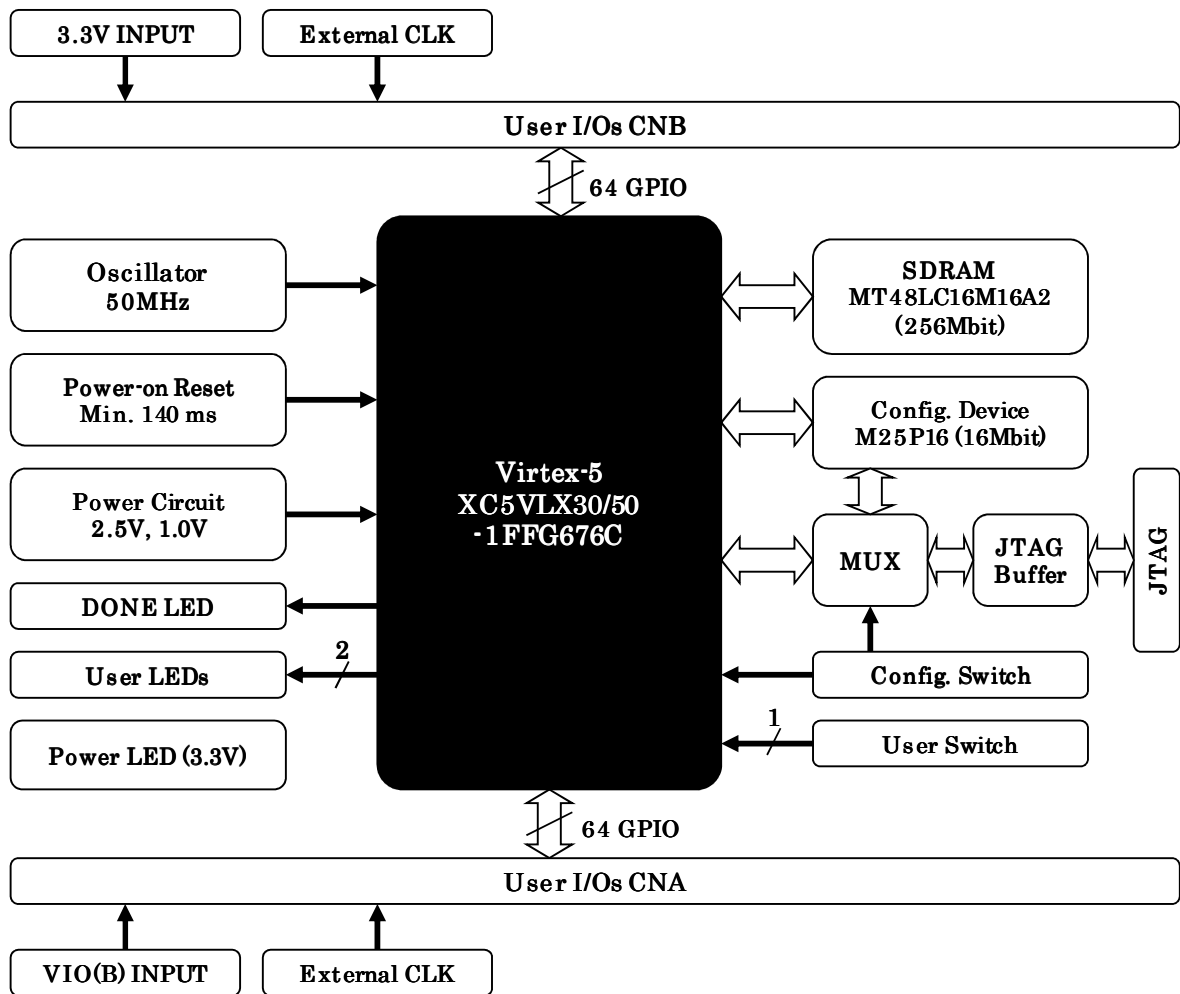 3.3V INPUT
External CLK
User I/Os CNB
64 GPIO
Oscillator
50MHz
SDRAM
MT48LC16M16A2
(256Mbit)
Power-on Reset
Min. 140 ms
Config. Device
M25P16 (16Mbit)
Virtex-5
XC5VLX30/50
-1FFG676C
Power Circuit
2.5V, 1.0V
MUX
JTAG
Buffer
JTAG
DONE LED
2
User LEDs
Config. Switch
1
Power LED (3.3V)
User Switch
64 GPIO
User I/Os CNA
VIO(B) INPUT
External CLK